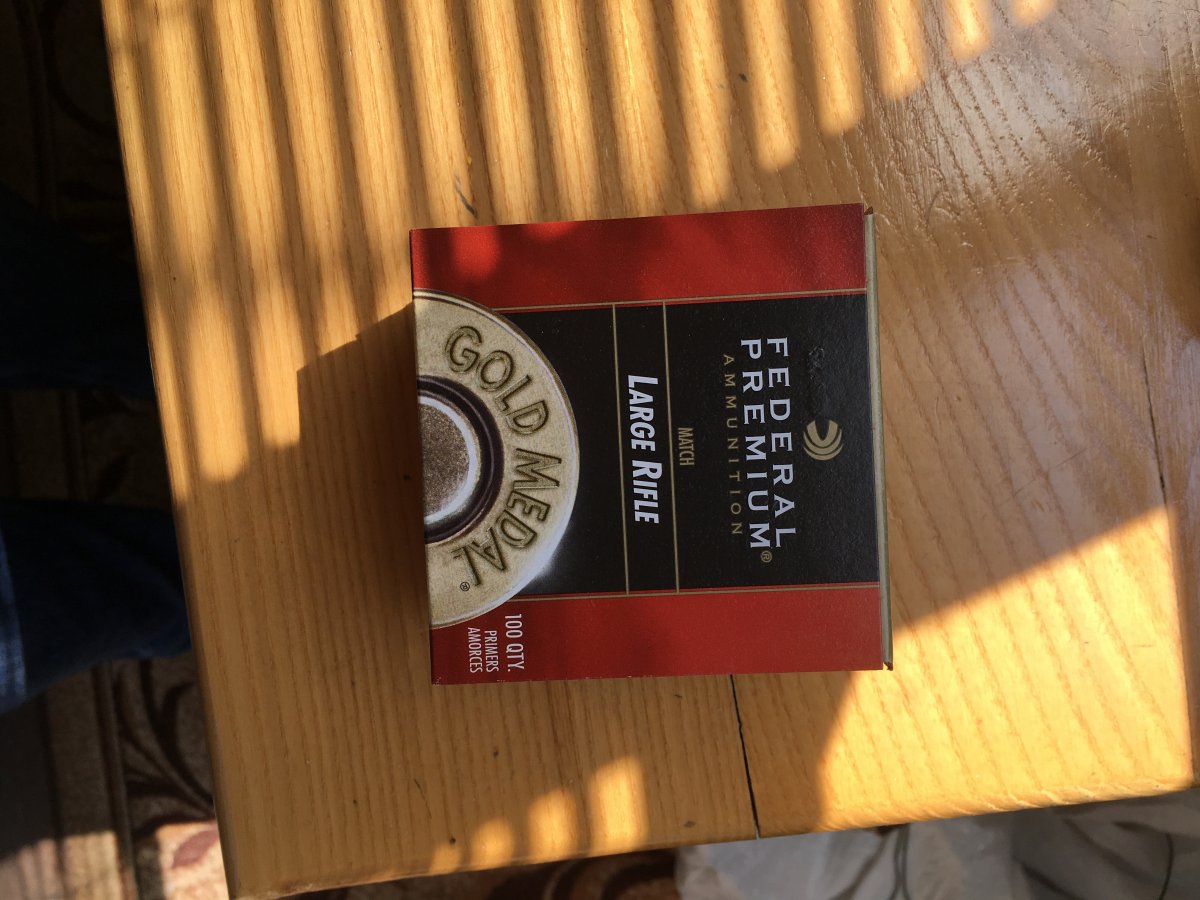 FEDERAL
PREMIUM®
AMMUNITION
MATCH
LARGE RIFLE
GOLD MEDAL®
100 QTY.
PRIMERS
AMORCES